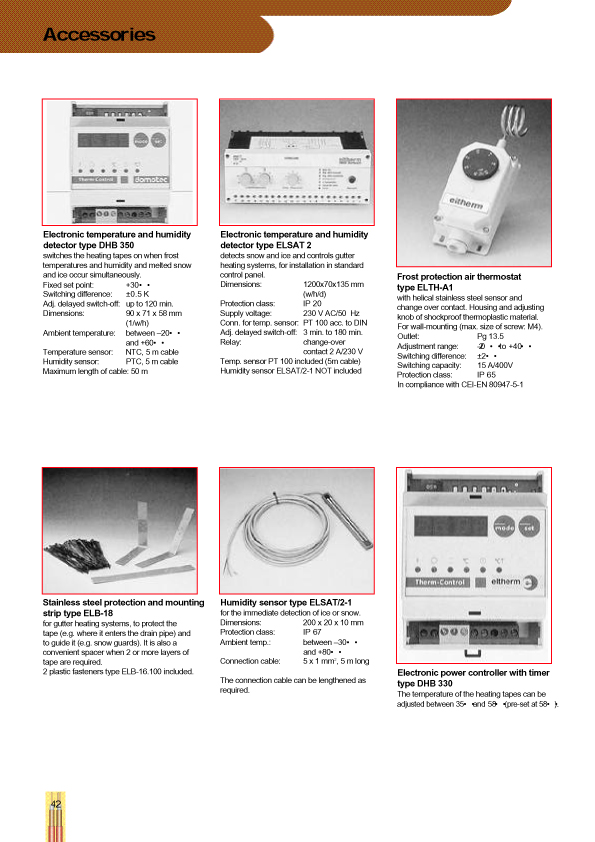 Accessories
Electronic temperature and humidity
detector type DHB 350
switches the heating tapes on when frost
temperatures and humidity and melted snow
and ice occur simultaneously.
Fixed set point: +30• •
Switching difference: ±0.5 K
Adj. delayed switch-off: up to 120 min.
Dimensions: 90 x 71 x 58 mm
(1/w/h)
Ambient temperature: between –20• •
and +60• •
Temperature sensor: NTC, 5 m cable
Humidity sensor: PTC, 5 m cable
Maximum length of cable: 50 m
Electronic temperature and humidity
detector type ELSAT 2
detects snow and ice and controls gutter
heating systems, for installation in standard
control panel.
Dimensions: 1200x70x135 mm
(w/h/d)
Protection class: IP 20
Supply voltage: 230 V AC/50 Hz
Conn. for temp. sensor: PT 100 acc. to DIN
Adj. delayed switch-off: 3 min. to 180 min.
Relay: change-over
contact 2 A/230 V
Temp. sensor PT 100 included (5m cable)
Humidity sensor ELSAT/2-1 NOT included
eltherm
Frost protection air thermostat
type ELTH-A1
with helical stainless steel sensor and
change over contact. Housing and adjusting
knob of shockproof thermoplastic material.
For wall-mounting (max. size of screw: M4).
Outlet: Pg 13.5
Adjustment range: -20 • • to +40• •
Switching difference: ±2• •
Switching capacity: 15 A/400V
Protection class: IP 65
In compliance with CEI-EN 80947-5-1
Therm-Control domotec
eltherm
Stainless steel protection and mounting
strip type ELB-18
for gutter heating systems, to protect the
tape (e.g. where it enters the drain pipe) and
to guide it (e.g. snow guards). It is also a
convenient spacer when 2 or more layers of
tape are required.
2 plastic fasteners type ELB-16.100 included.
Humidity sensor type ELSAT/2-1
for the immediate detection of ice or snow.
Dimensions: 200 x 20 x 10 mm
Protection class: IP 67
Ambient temp.: between –30• •
and +80• •
Connection cable: 5 x 1 mm², 5 m long
The connection cable can be lengthened as
required.
mode set
Therm-Control eltherm
Electronic power controller with timer
type DHB 330
The temperature of the heating tapes can be
adjusted between 35• • and 58• • (pre-set at 58• •).
42